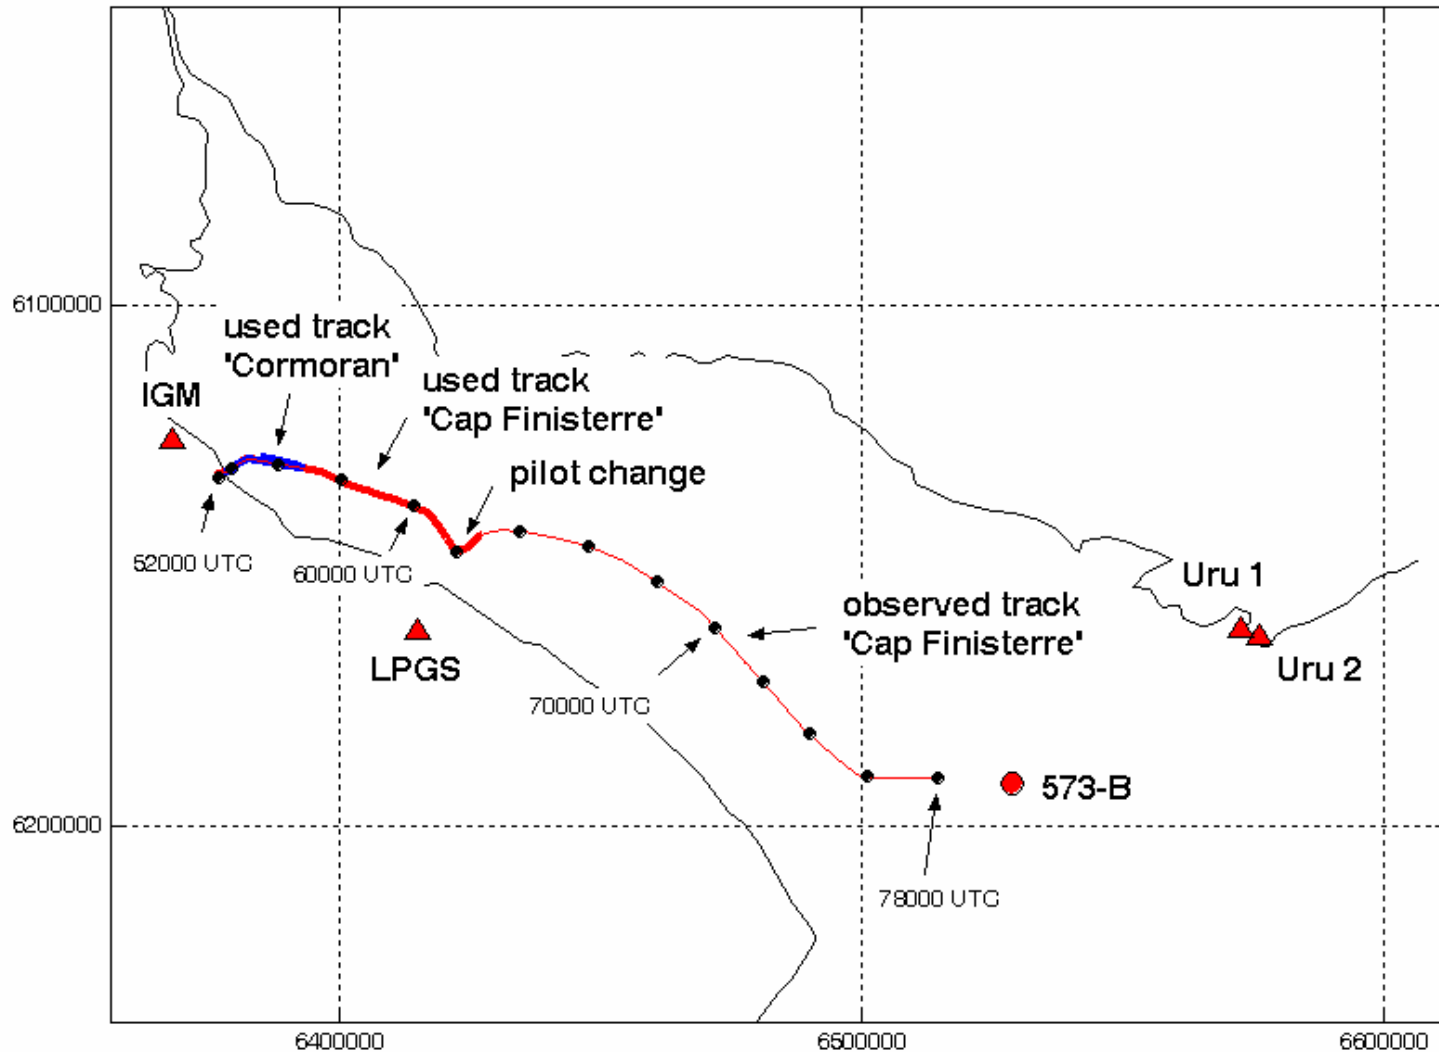 6100000
used track
'Cormoran'
IGM
used track
'Cap Finisterre'
pilot change
52000 UTC
60000 UTC
Uru 1
observed track
'Cap Finisterre'
LPGS
Uru 2
70000 UTC
573-B
6200000
78000 UTC
6400000
6500000
6600000